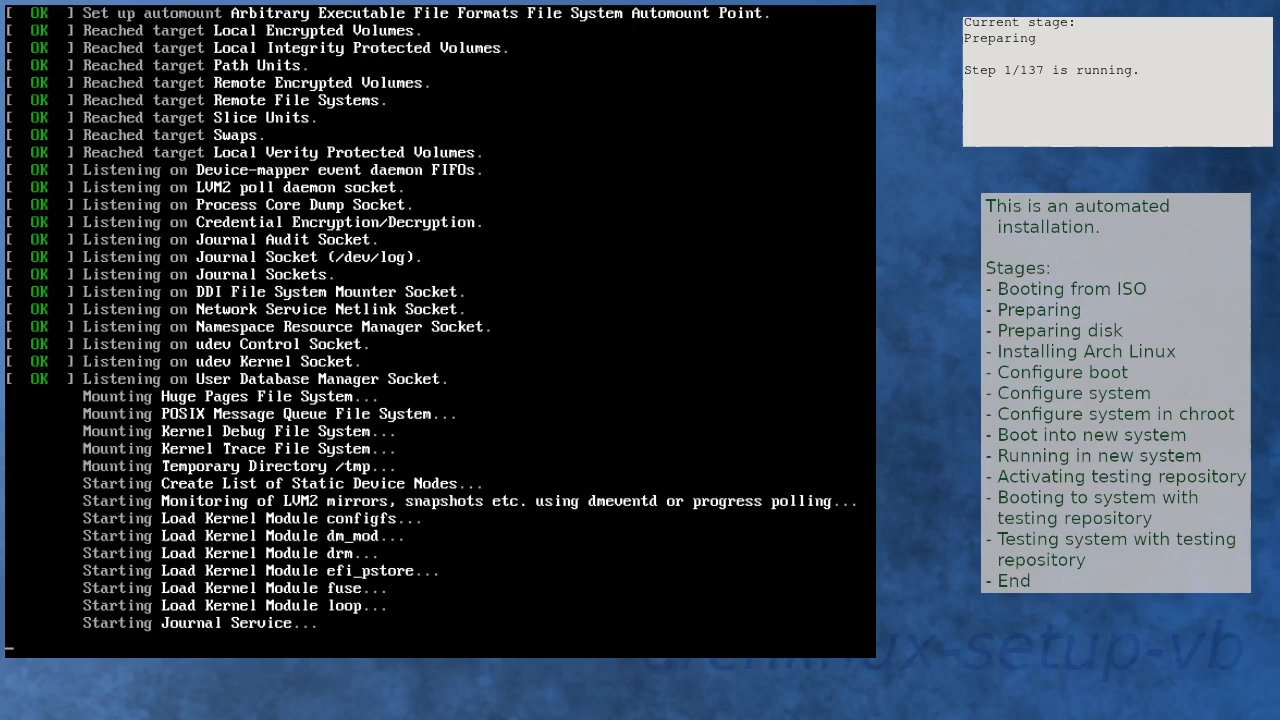 [  OK  ] Set up automount Arbitrary Executable File Formats File System Automount Point.
[  OK  ] Reached target Local Encrypted Volumes.
[  OK  ] Reached target Local Integrity Protected Volumes.
[  OK  ] Reached target Path Units.
[  OK  ] Reached target Remote Encrypted Volumes.
[  OK  ] Reached target Remote File Systems.
[  OK  ] Reached target Slice Units.
[  OK  ] Reached target Swaps.
[  OK  ] Reached target Local Verity Protected Volumes.
[  OK  ] Listening on Device-mapper event daemon FIFOs.
[  OK  ] Listening on LVM2 poll daemon socket.
[  OK  ] Listening on Process Core Dump Socket.
[  OK  ] Listening on Credential Encryption/Decryption.
[  OK  ] Listening on Journal Audit Socket.
[  OK  ] Listening on Journal Socket (/dev/log).
[  OK  ] Listening on Journal Sockets.
[  OK  ] Listening on DDI File System Mounter Socket.
[  OK  ] Listening on Network Service Netlink Socket.
[  OK  ] Listening on Namespace Resource Manager Socket.
[  OK  ] Listening on udev Control Socket.
[  OK  ] Listening on udev Kernel Socket.
[  OK  ] Listening on User Database Manager Socket.
Mounting Huge Pages File System...
Mounting POSIX Message Queue File System...
Mounting Kernel Debug File System...
Mounting Kernel Trace File System...
Mounting Temporary Directory /tmp...
Starting Create List of Static Device Nodes...
Starting Monitoring of LVM2 mirrors, snapshots etc. using dmeventd or progress polling...
Starting Load Kernel Module configfs...
Starting Load Kernel Module dm_mod...
Starting Load Kernel Module drm...
Starting Load Kernel Module efi_pstore...
Starting Load Kernel Module fuse...
Starting Load Kernel Module loop...
Starting Journal Service...
Current stage:
Preparing
Step 1/137 is running.
This is an automated
installation.
Stages:
- Booting from ISO
- Preparing
- Preparing disk
- Installing Arch Linux
- Configure boot
- Configure system
- Configure system in chroot
- Boot into new system
- Running in new system
- Activating testing repository
- Booting to system with
testing repository
- Testing system with testing
repository
- End